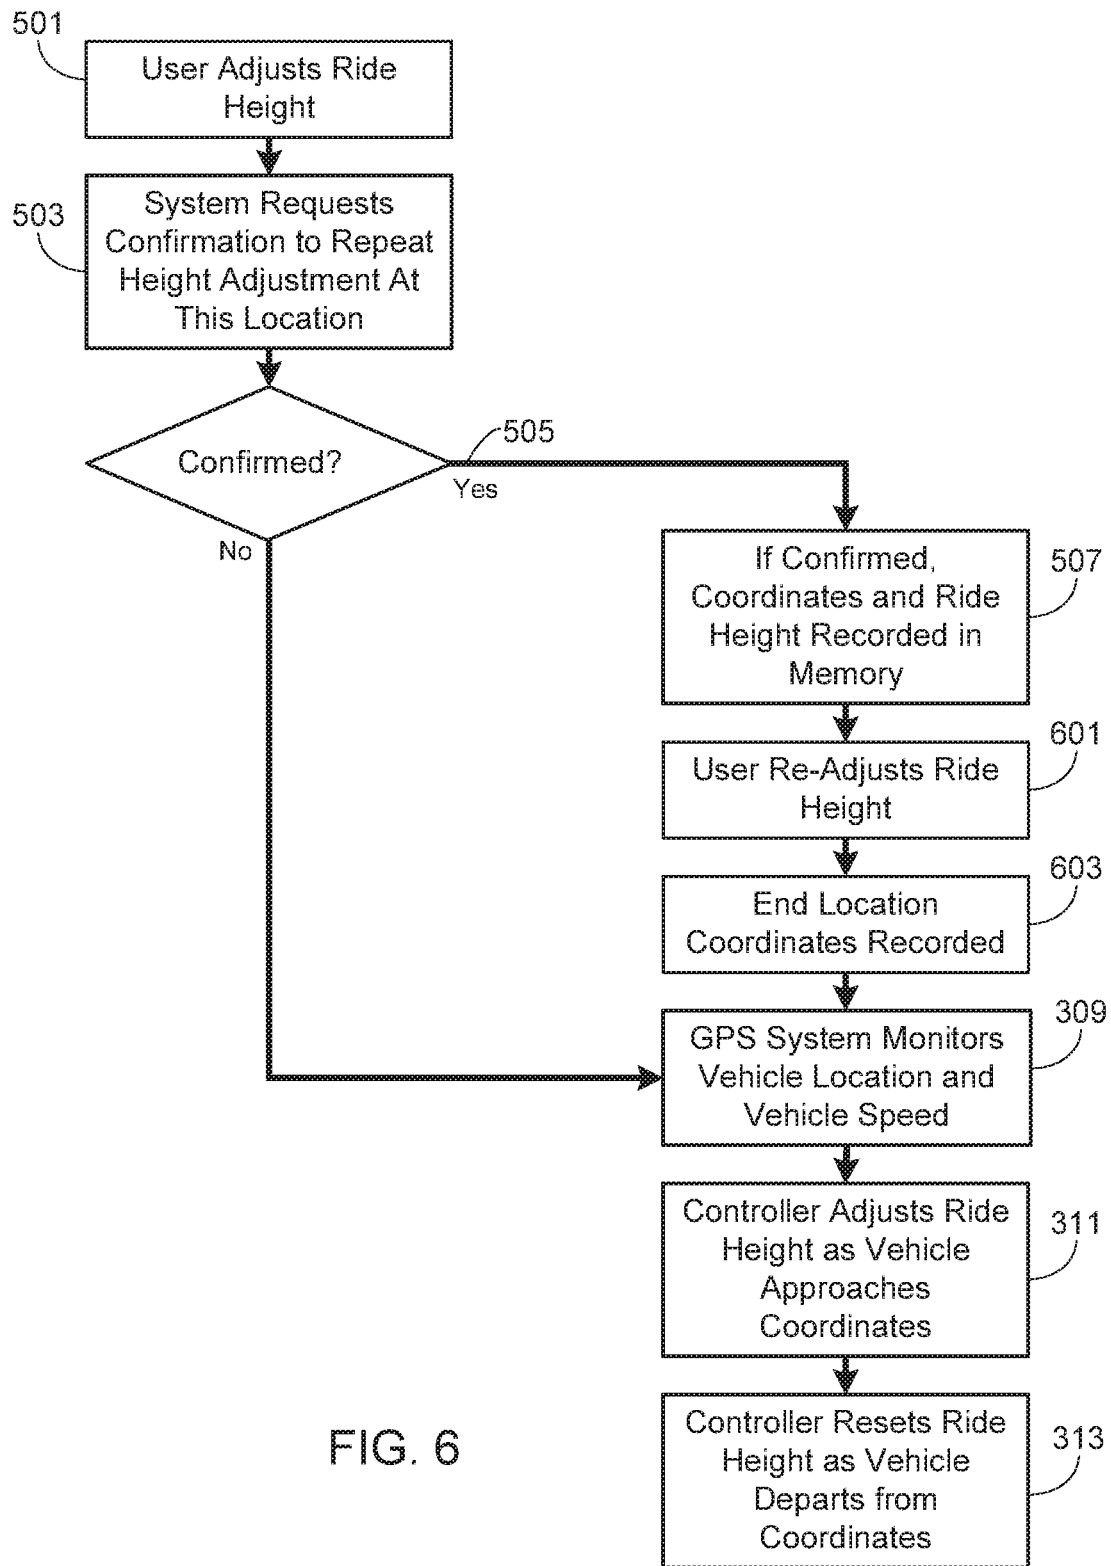 501
User Adjusts Ride
Height
503
System Requests
Confirmation to Repeat
Height Adjustment At
This Location
Confirmed?
505
Yes
No
If Confirmed,
Coordinates and Ride
Height Recorded in
Memory
507
User Re-Adjusts Ride
Height
601
End Location
Coordinates Recorded
603
GPS System Monitors
Vehicle Location and
Vehicle Speed
309
Controller Adjusts Ride
Height as Vehicle
Approaches
Coordinates
311
Controller Resets Ride
Height as Vehicle
Departs from
Coordinates
313
FIG. 6